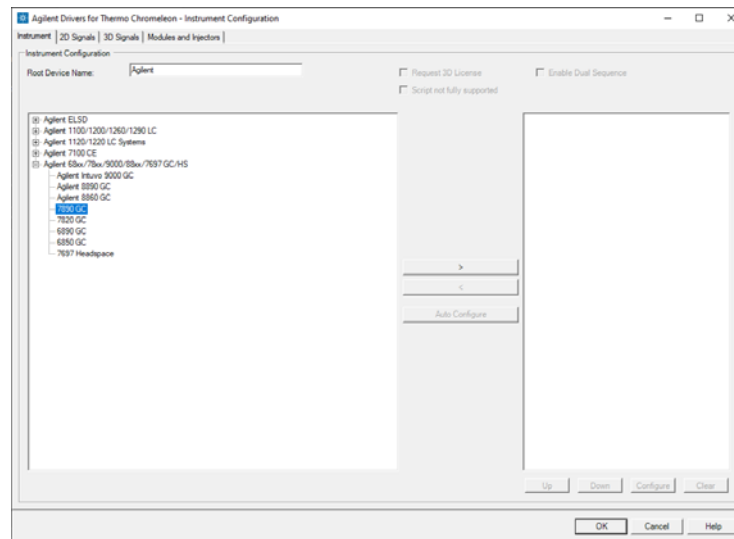 Agilent Drivers for Thermo Chromeleon - Instrument Configuration
Instrument | 2D Signals | 3D Signals | Modules and Injectors |
Instrument Configuration
Root Device Name: Agilent
Request 3D License
Enable Dual Sequence
Script not fully supported
Agilent ELSD
Agilent 1100/1200/1260/1290 LC
Agilent 1120/1220 LC Systems
Agilent 7100 CE
Agilent 68xx/78xx/9000/88xx/7697 GC/HS
Agilent Intuvo 9000 GC
Agilent 8890 GC
Agilent 8860 GC
7890 GC
7820 GC
6890 GC
6850 GC
7697 Headspace
>
<
Auto Configure
Up Down Configure Clear
OK Cancel Help